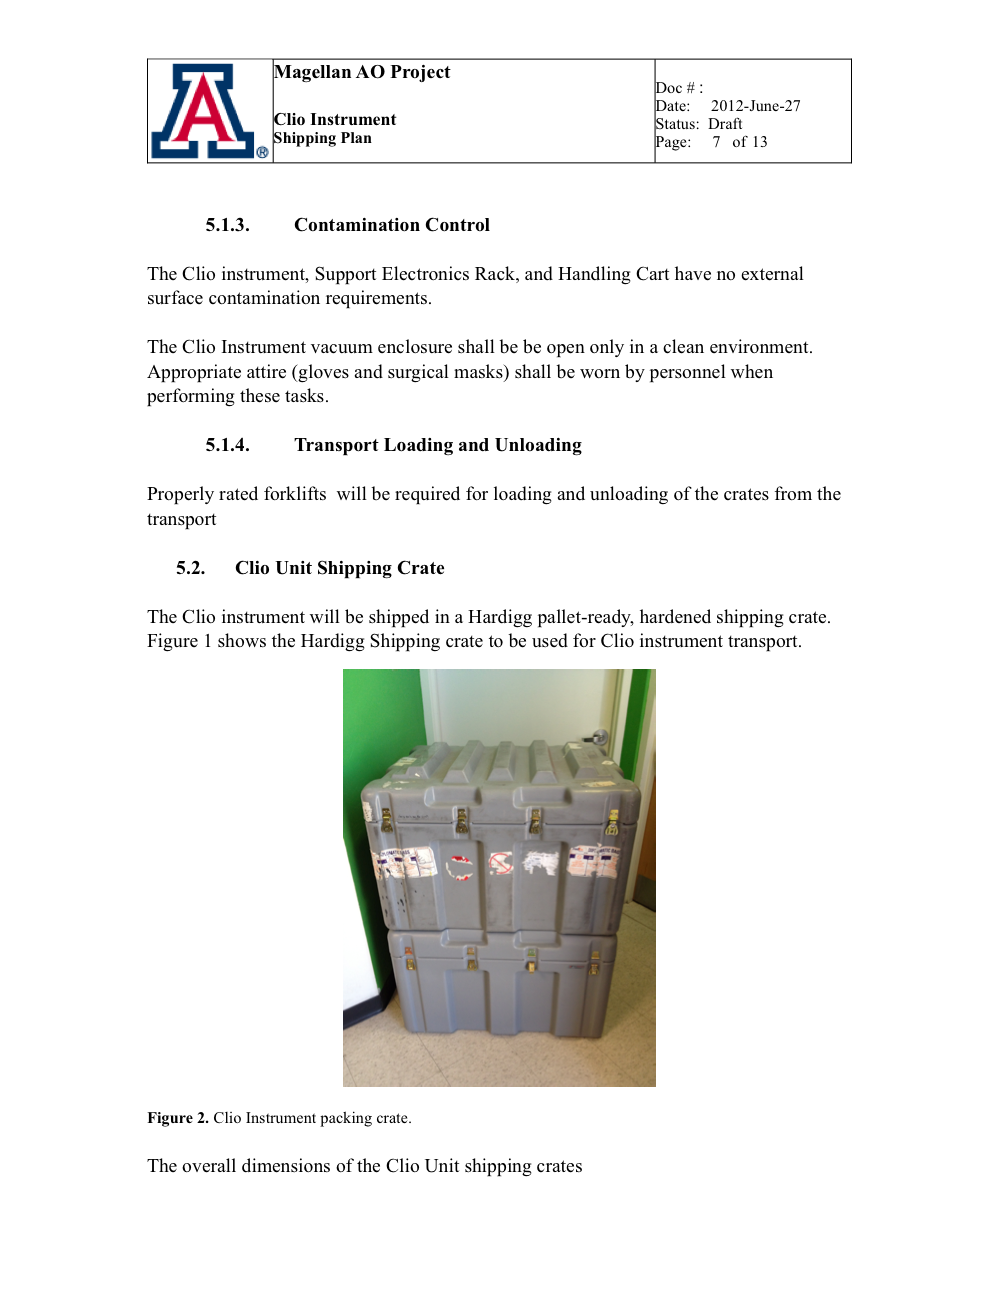 Magellan AO Project
Clio Instrument
Shipping Plan
Doc # :
Date: 2012-June-27
Status: Draft
Page: 7 of 13
A
®
5.1.3. Contamination Control
The Clio instrument, Support Electronics Rack, and Handling Cart have no external
surface contamination requirements.
The Clio Instrument vacuum enclosure shall be be open only in a clean environment.
Appropriate attire (gloves and surgical masks) shall be worn by personnel when
performing these tasks.
5.1.4. Transport Loading and Unloading
Properly rated forklifts  will be required for loading and unloading of the crates from the
transport
5.2. Clio Unit Shipping Crate
The Clio instrument will be shipped in a Hardigg pallet-ready, hardened shipping crate.
Figure 1 shows the Hardigg Shipping crate to be used for Clio instrument transport.
Figure 2. Clio Instrument packing crate.
The overall dimensions of the Clio Unit shipping crates